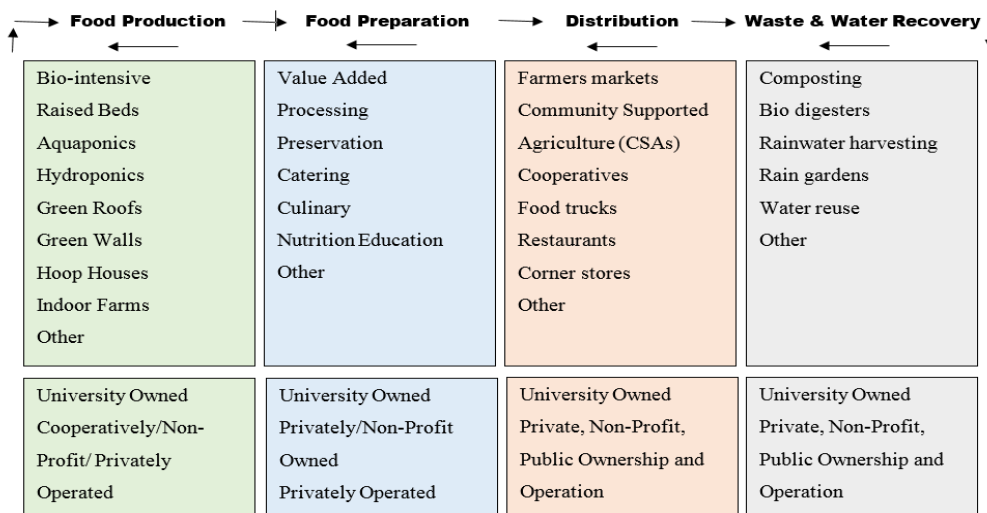 Food Production
Food Preparation
Distribution
Waste & Water Recovery
Bio-intensive
Raised Beds
Aquaponics
Hydroponics
Green Roofs
Green Walls
Hoop Houses
Indoor Farms
Other
Value Added
Processing
Preservation
Catering
Culinary
Nutrition Education
Other
Farmers markets
Community Supported
Agriculture (CSAs)
Cooperatives
Food trucks
Restaurants
Corner stores
Other
Composting
Bio digesters
Rainwater harvesting
Rain gardens
Water reuse
Other
University Owned
Cooperatively/Non-
Profit/ Privately
Operated
University Owned
Privately/Non-Profit
Owned
Privately Operated
University Owned
Private, Non-Profit,
Public Ownership and
Operation
University Owned
Private, Non-Profit,
Public Ownership and
Operation